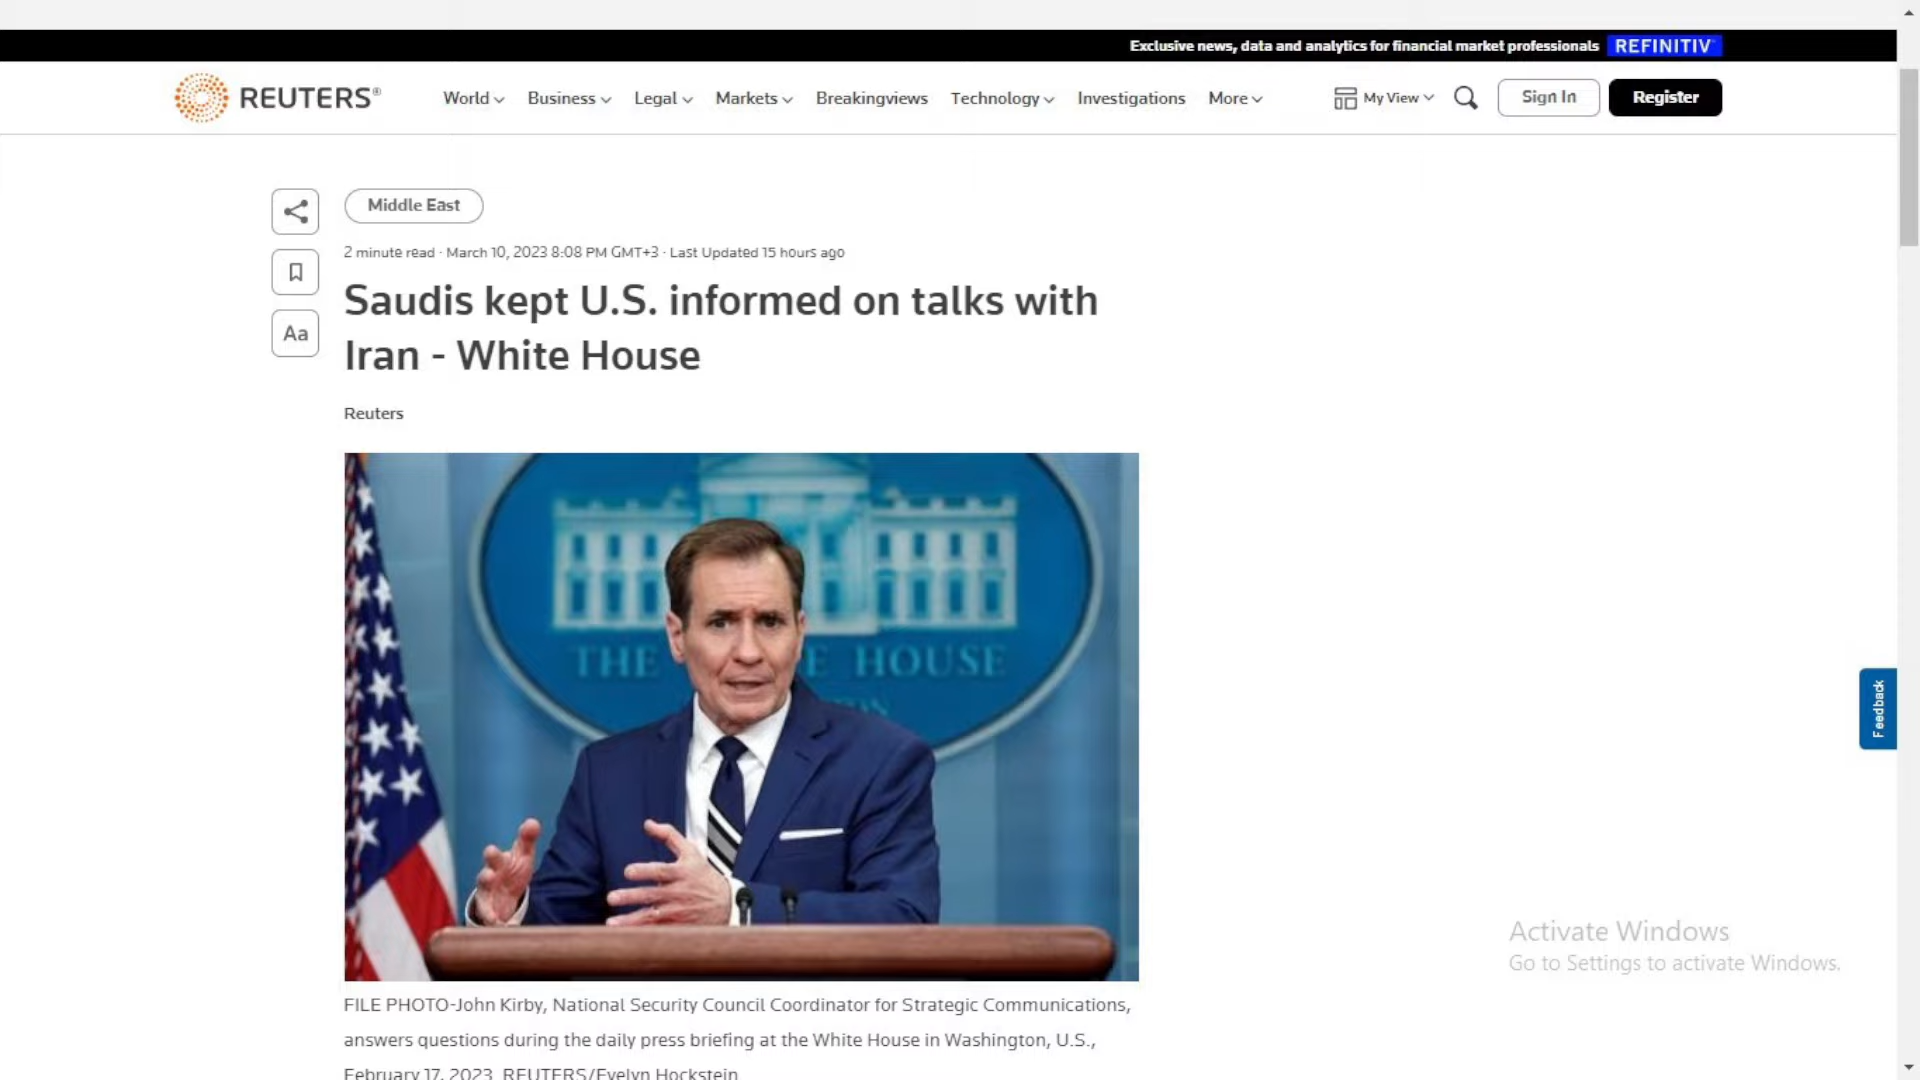 Exclusive news, data and analytics for financial market professionals REFINITIV
REUTERS®
World Business Legal Markets Breakingviews Technology Investigations More My View Sign In Register
Middle East
2 minute read · March 10, 2023 8:08 PM GMT+3 · Last Updated 15 hours ago
Aa
Saudis kept U.S. informed on talks with
Iran - White House
Reuters
THE E HOUSE
Feedback
Activate Windows
Go to Settings to activate Windows.
FILE PHOTO-John Kirby, National Security Council Coordinator for Strategic Communications,
answers questions during the daily press briefing at the White House in Washington, U.S.,
February 17, 2023. REUTERS/Evelyn Hockstein